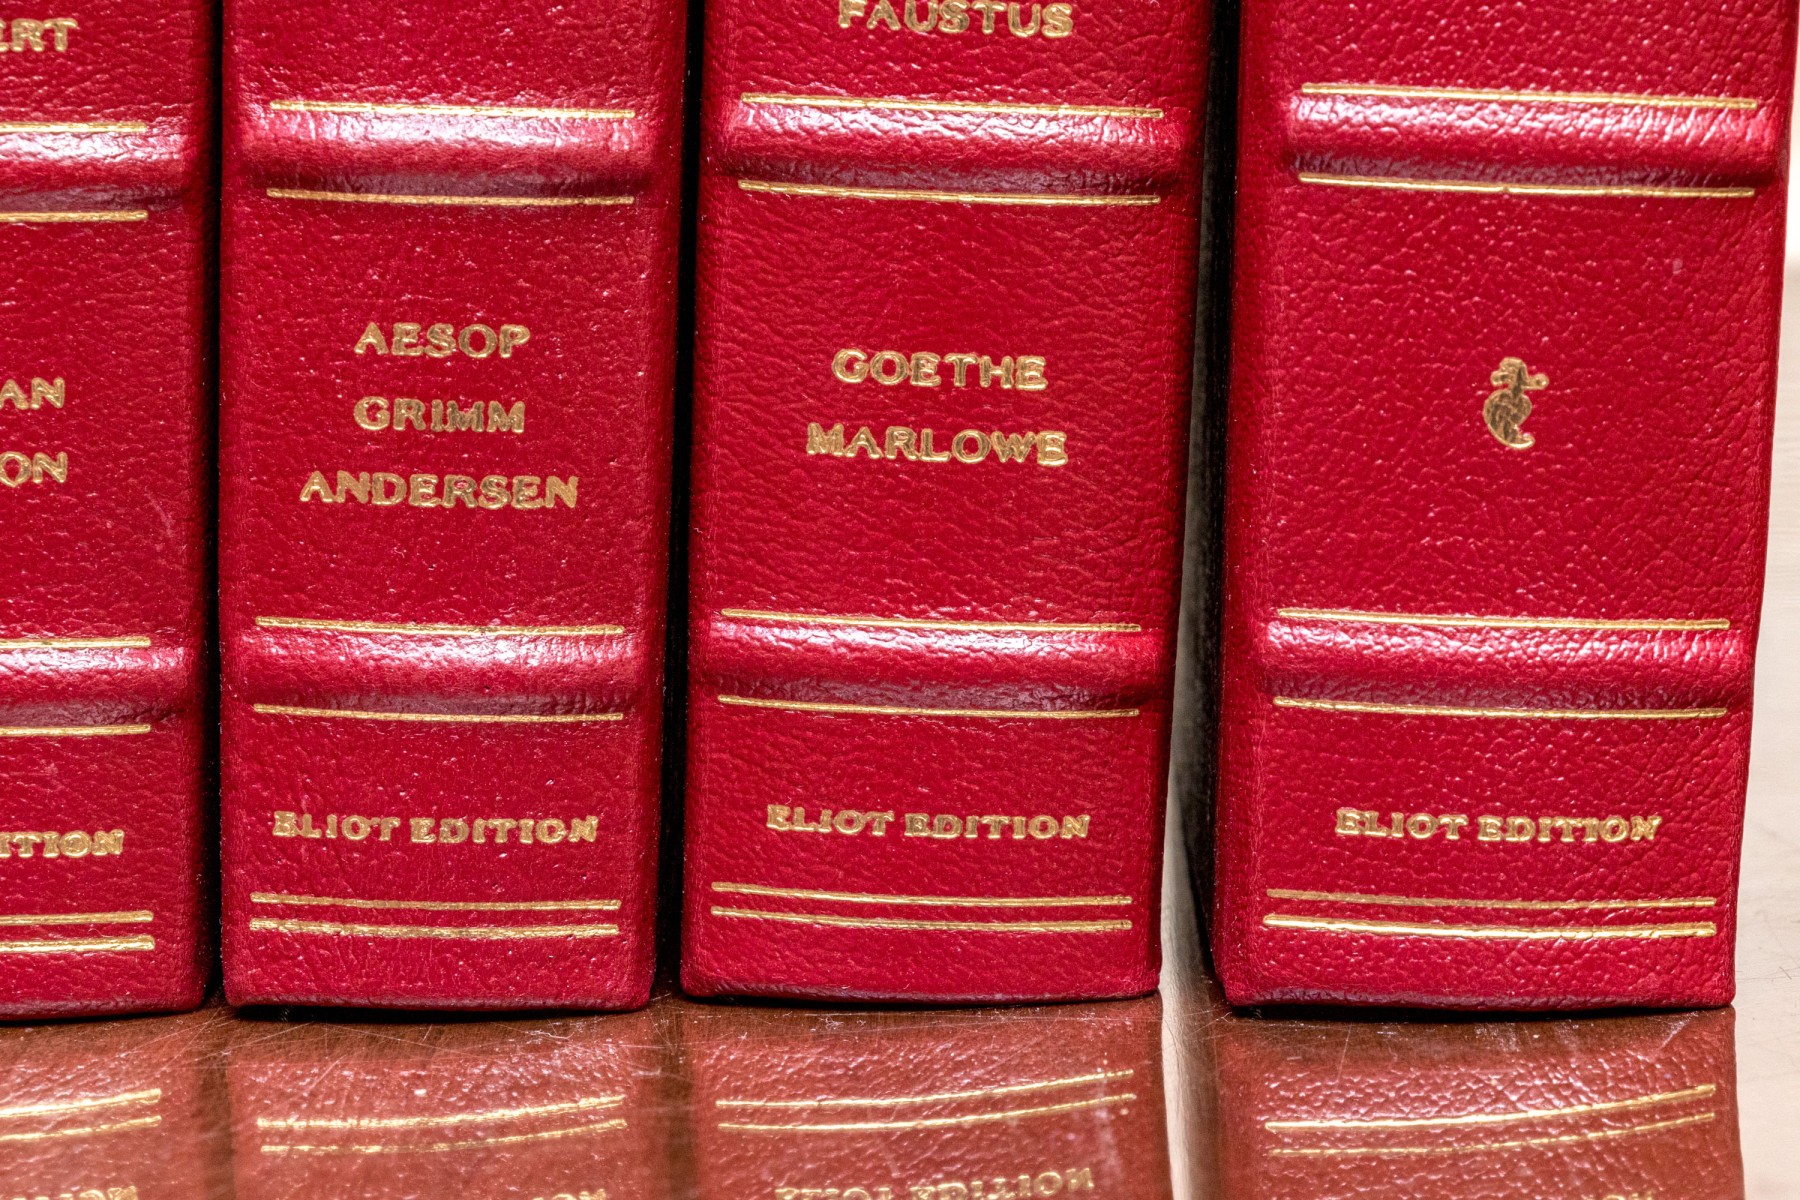 AESOP
GRIMM
ANDERSEN
ELIOT EDITION
FAUSTUS
GOETHE
MARLOWE
ELIOT EDITION
ELIOT EDITION